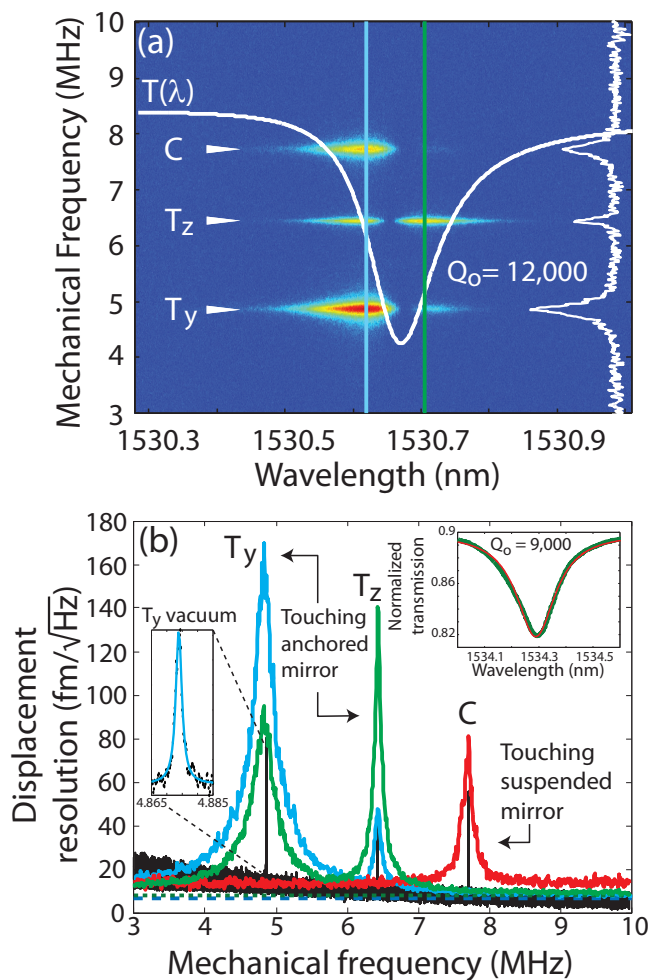 (a)
Mechanical Frequency (MHz)
10
9
8
7
6
5
4
3
T(λ)
C
Tz
Ty
Qo= 12,000
1530.3 1530.5 1530.7 1530.9
Wavelength (nm)
(b)
Displacement
resolution (fm/√Hz)
180
160
140
120
100
80
60
40
20
0
Ty
Touching
anchored
mirror
Tz
C
Touching
suspended
mirror
Ty vacuum
4.865 4.885
Normalized
transmission
0.9
0.86
0.82
Qo = 9,000
1534.1 1534.3 1534.5
Wavelength (nm)
3 4 5 6 7 8 9 10
Mechanical frequency (MHz)